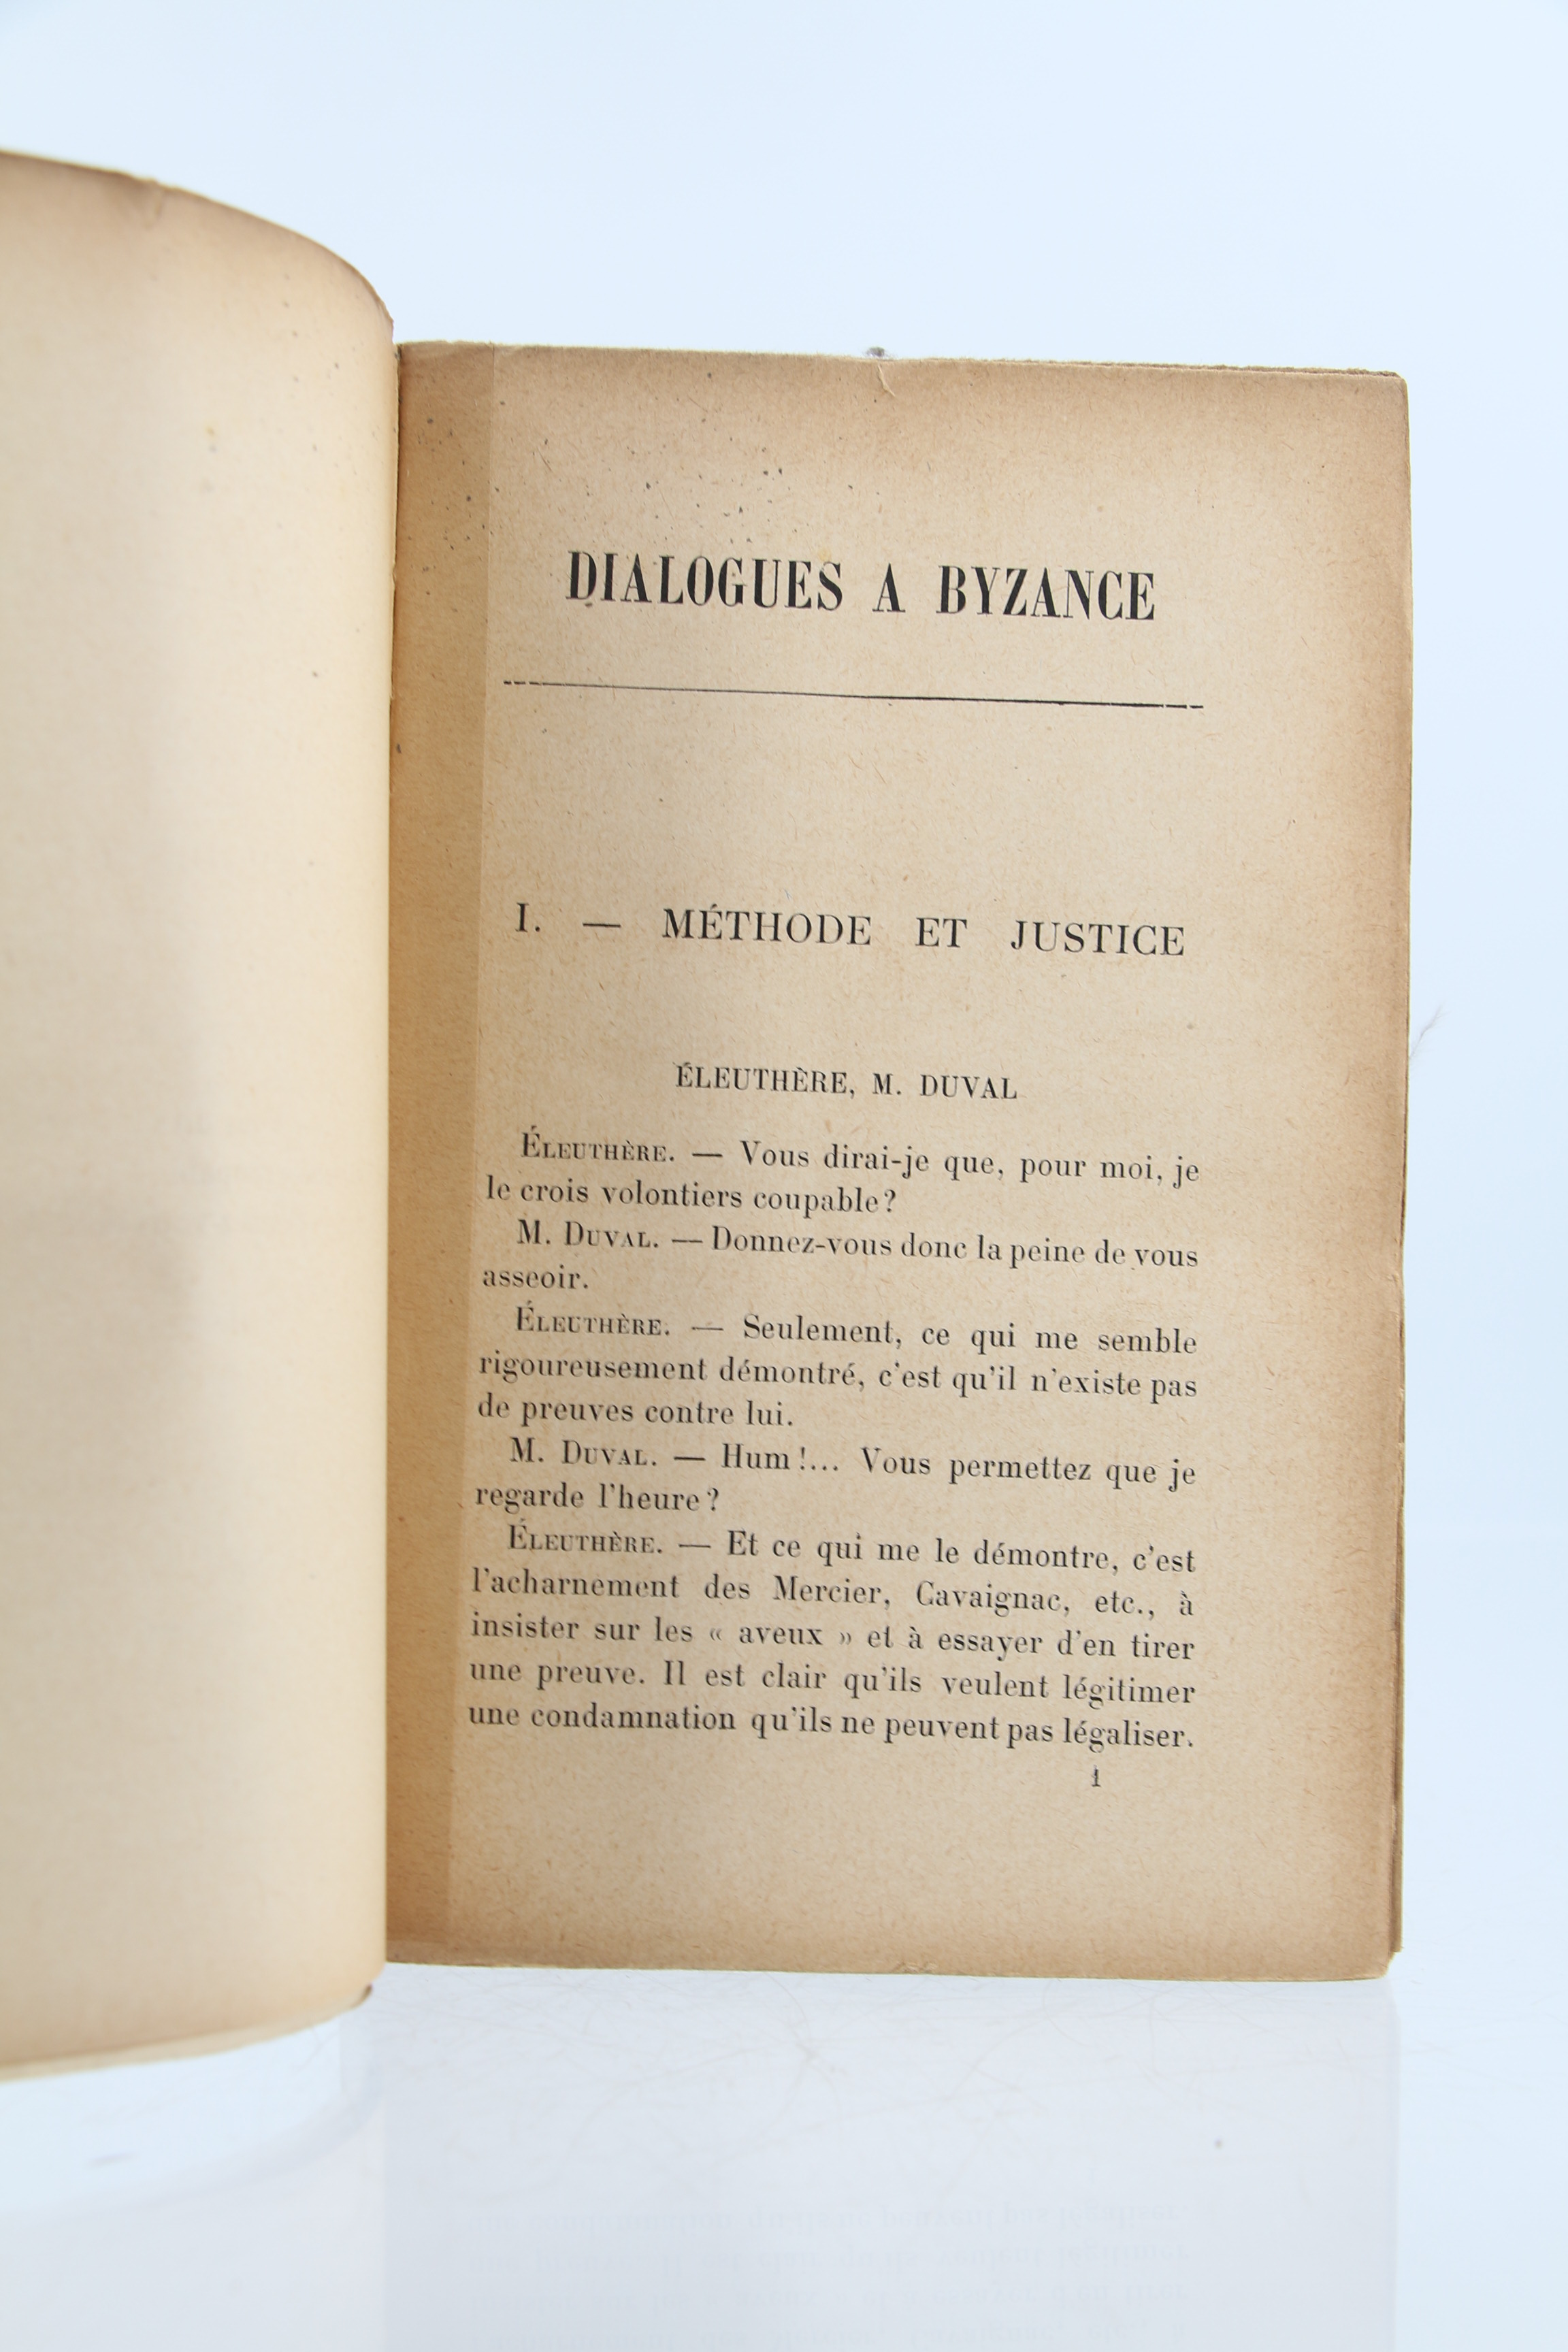 DIALOGUES A BYZANCE
I. — MÉTHODE ET JUSTICE
ÉLEUTHÈRE, M. DUVAL
ÉLEUTHÈRE. — Vous dirai-je que, pour moi, je
le crois volontiers coupable?
M. DUVAL. — Donnez-vous donc la peine de vous
asseoir.
ÉLEUTHÈRE. — Seulement, ce qui me semble
rigoureusement démontré, c'est qu'il n'existe pas
de preuves contre lui.
M. DUVAL. — Hum!... Vous permettez que je
regarde l'heure?
ÉLEUTHÈRE. — Et ce qui me le démontre, c'est
l'acharnement des Mercier, Cavaignac, etc., à
insister sur les « aveux » et à essayer d'en tirer
une preuve. Il est clair qu'ils veulent légitimer
une condamnation qu'ils ne peuvent pas légaliser.
1